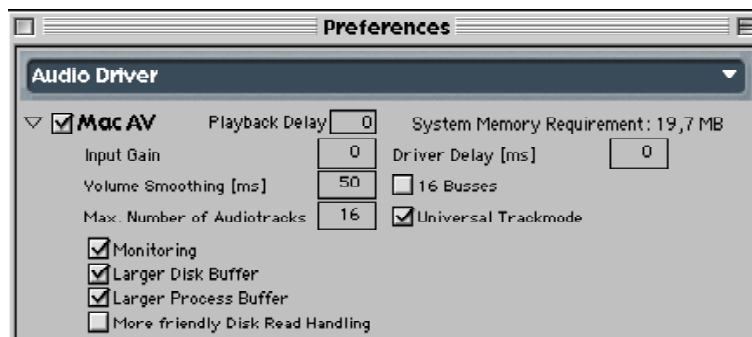 Preferences
Audio Driver
Mac AV Playback Delay 0 System Memory Requirement: 19,7 MB
Input Gain 0 Driver Delay [ms] 0
Volume Smoothing [ms] 50 16 Busses
Max. Number of Audiotracks 16 Universal Trackmode
Monitoring
Larger Disk Buffer
Larger Process Buffer
More friendly Disk Read Handling